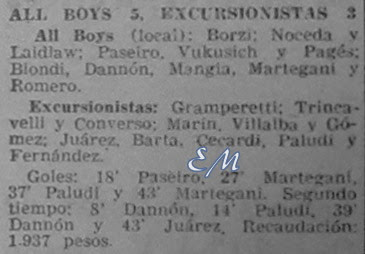 ALL BOYS 5, EXCURSIONISTAS 3
All Boys (local): Borzi; Noceda y
Laidlaw; Paseiro, Vukusich y Pagés;
Biondi, Dannón, Mangia, Martegani y
Romero.
Excursionistas: Gramperetti; Trinca-
velli y Converso; Marín, Villalba y Gó-
mez; Juárez, Barta, Cecardi, Paludi y
Fernández.
EM
Goles: 18' Paseiro, 27' Martegani,
37' Paludi y 43' Martegani. Segundo
tiempo: 8' Dannón, 14' Paludi, 39'
Dannón y 43' Juárez. Recaudación:
1.937 pesos.